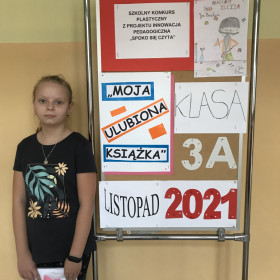 SZKOLNY KONKURS
PLASTYCZNY
Z PROJEKTU INNOWACJA
PEDAGOGICZNA
„SPOKO SIĘ CZYTA"
„MOJA
ULUBIONA
KSIĄŻKA"
KLASA
3A
LISTOPAD 2021